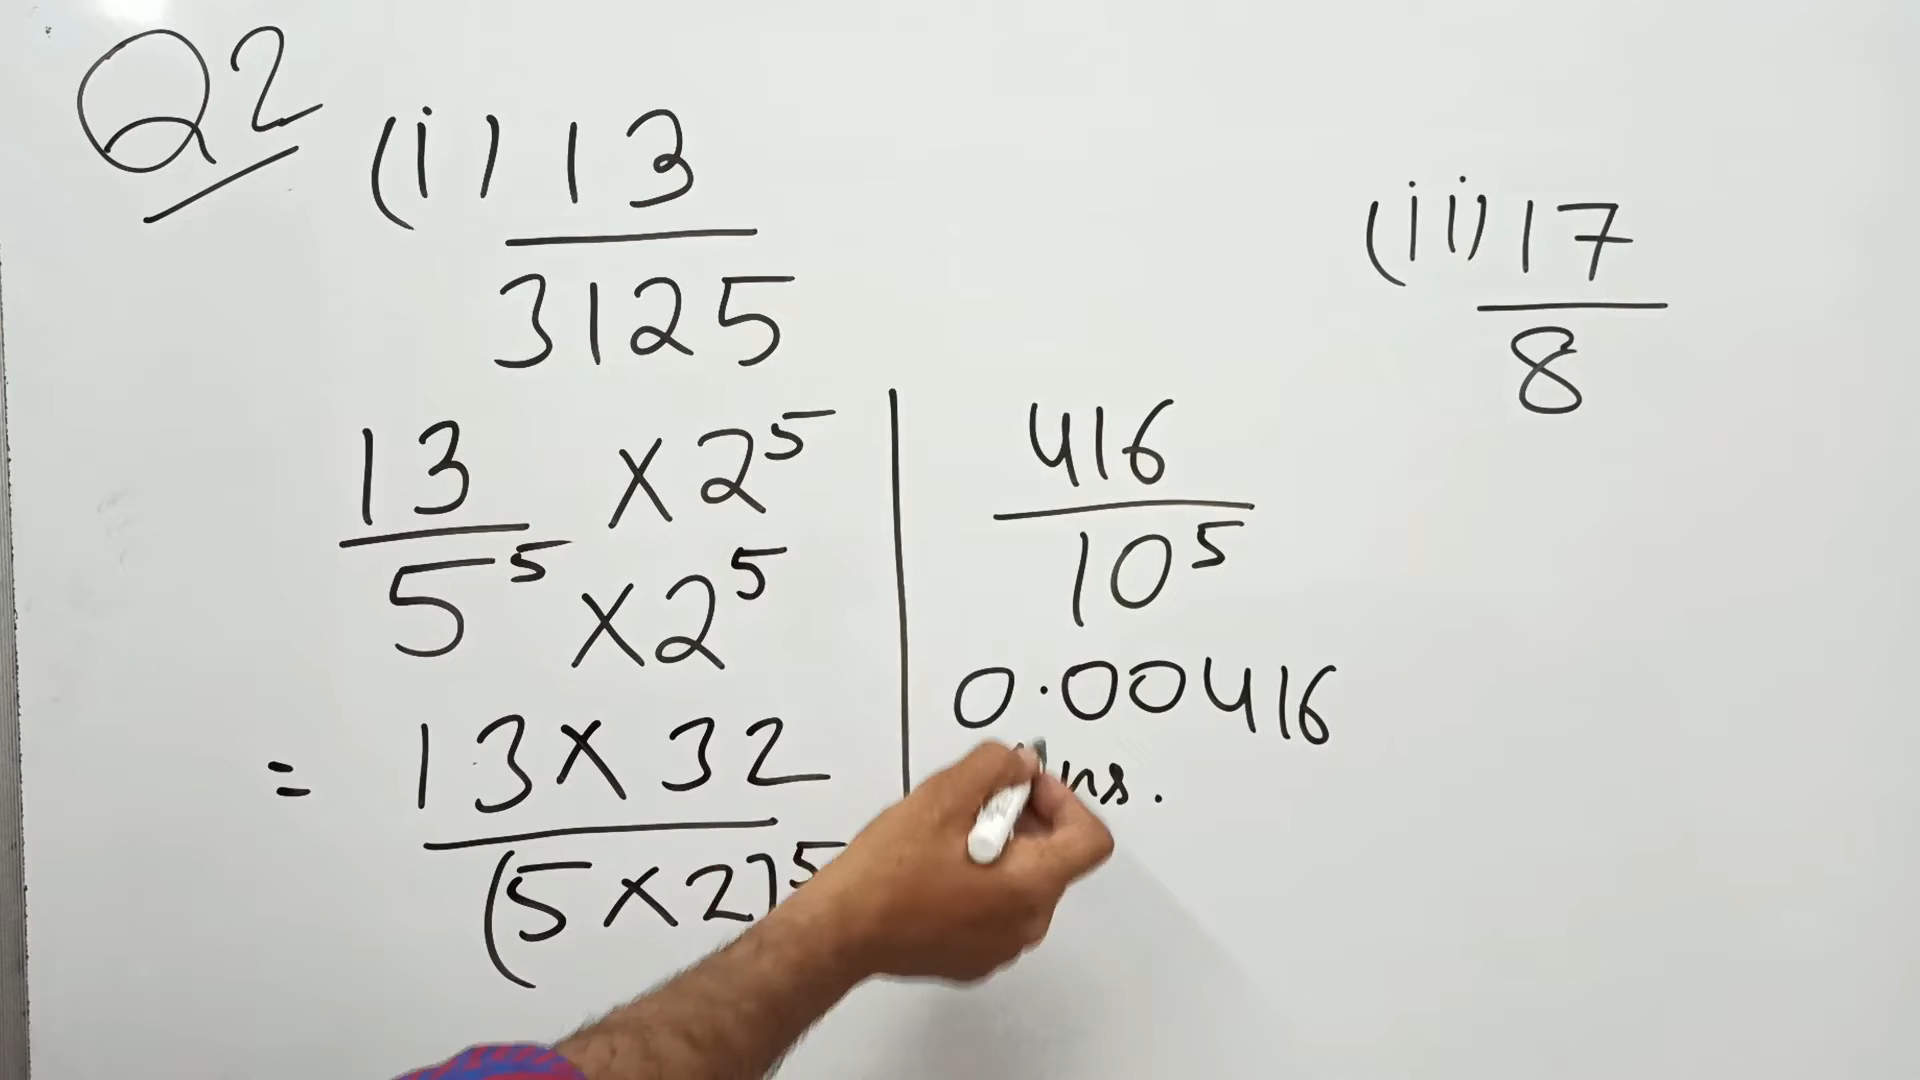 Q2
(i) 13
3125
13 × 2⁵
5⁵ × 2⁵
= 13 × 32
(5 × 2)⁵
416
10⁵
0.00416
(ii) 17
8